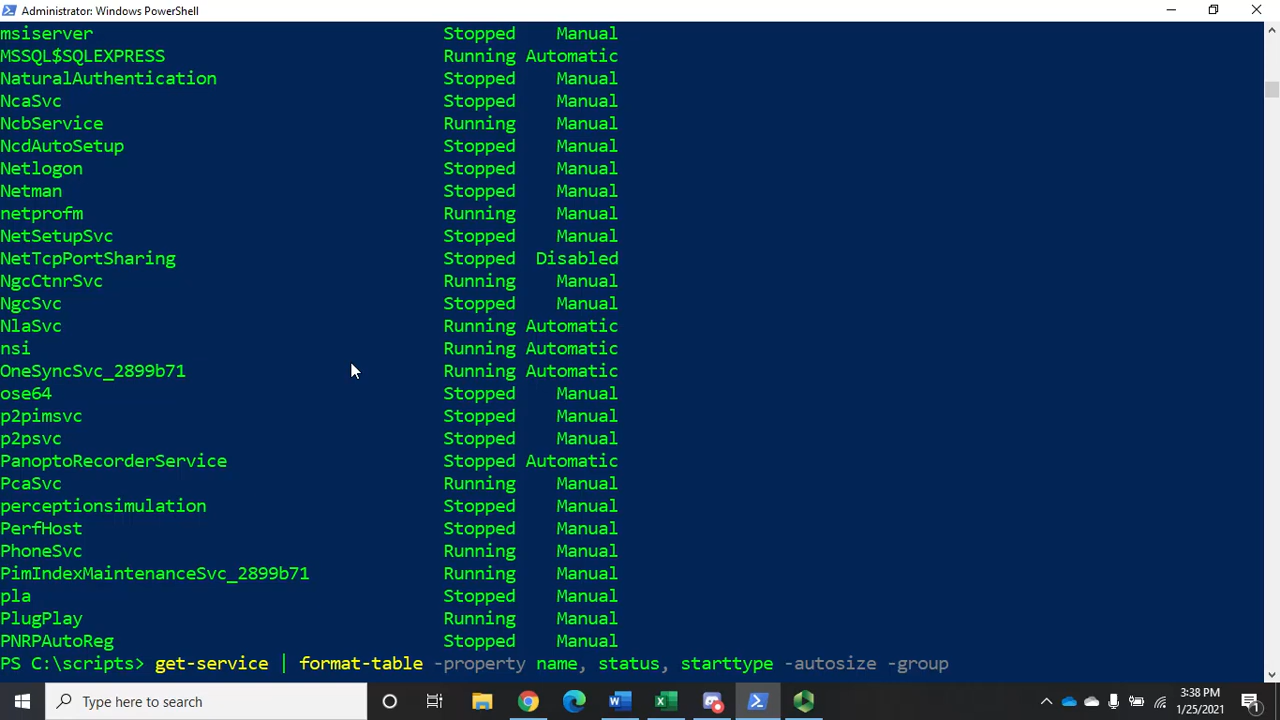 Administrator: Windows PowerShell
msiserver Stopped Manual
MSSQL$SQLEXPRESS Running Automatic
NaturalAuthentication Stopped Manual
NcaSvc Stopped Manual
NcbService Running Manual
NcdAutoSetup Stopped Manual
Netlogon Stopped Manual
Netman Stopped Manual
netprofm Running Manual
NetSetupSvc Stopped Manual
NetTcpPortSharing Stopped Disabled
NgcCtnrSvc Running Manual
NgcSvc Stopped Manual
NlaSvc Running Automatic
nsi Running Automatic
OneSyncSvc_2899b71 Running Automatic
ose64 Stopped Manual
p2pimsvc Stopped Manual
p2psvc Stopped Manual
PanoptoRecorderService Stopped Automatic
PcaSvc Running Manual
perceptionsimulation Stopped Manual
PerfHost Stopped Manual
PhoneSvc Running Manual
PimIndexMaintenanceSvc_2899b71 Running Manual
pla Stopped Manual
PlugPlay Running Manual
PNRPAutoReg Stopped Manual
PS C:\scripts> get-service | format-table -property name, status, starttype -autosize -group
Type here to search
3:38 PM
1/25/2021
1